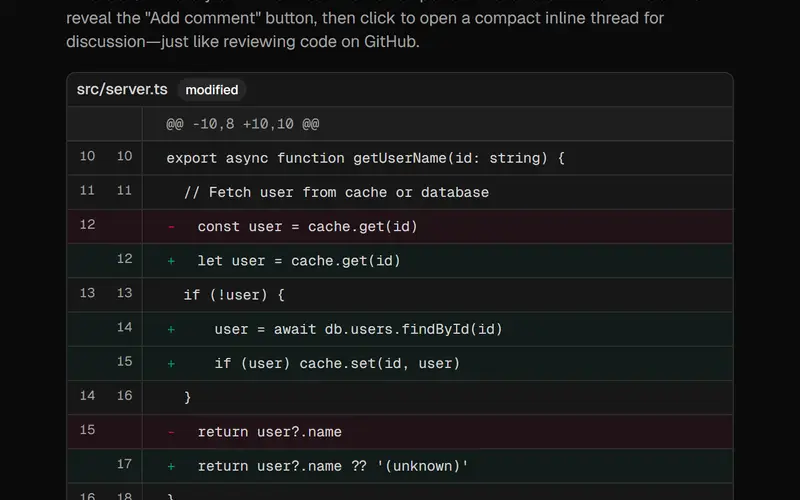 reveal the "Add comment" button, then click to open a compact inline thread for
discussion—just like reviewing code on GitHub.
src/server.ts modified
@@ -10,8 +10,10 @@
10 10 export async function getUserName(id: string) {
11 11 // Fetch user from cache or database
12 - const user = cache.get(id)
12 + let user = cache.get(id)
13 13 if (!user) {
14 + user = await db.users.findById(id)
15 + if (user) cache.set(id, user)
14 16 }
15 - return user?.name
17 + return user?.name ?? '(unknown)'
16 18 }